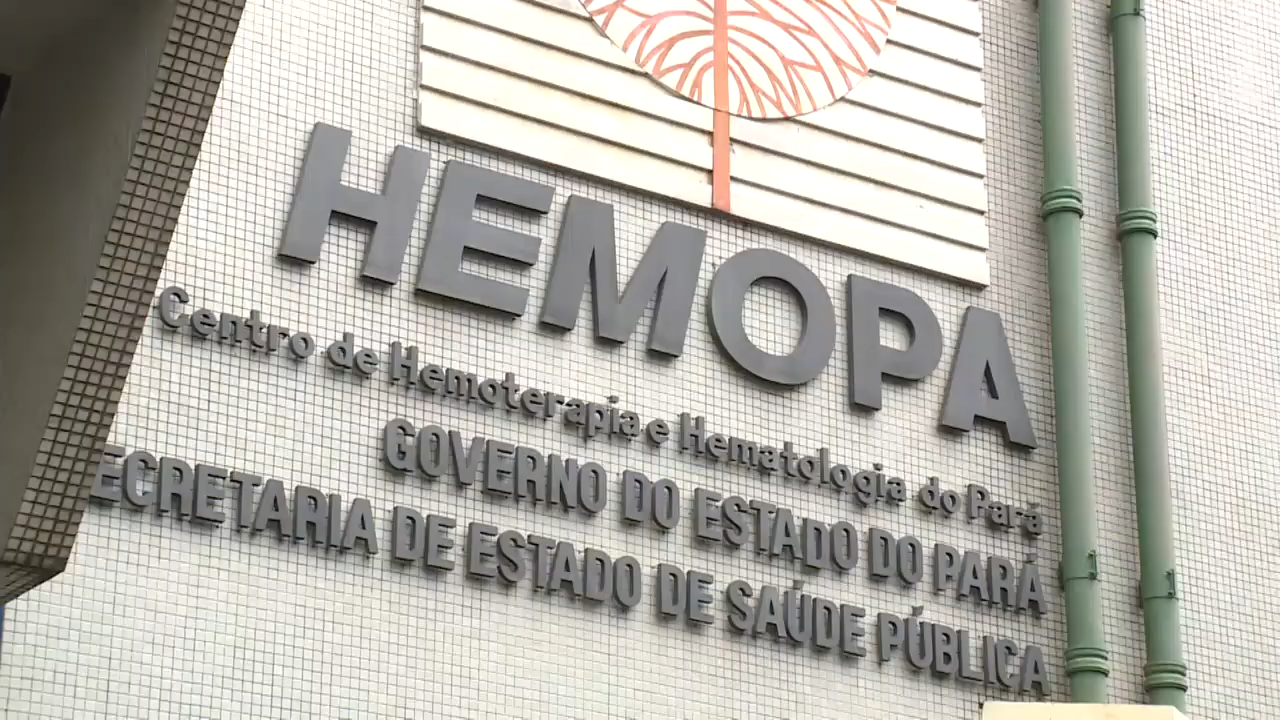 HEMOPA
Centro de Hemoterapia e Hematologia do Pará
GOVERNO DO ESTADO DO PARÁ
ECRETARIA DE ESTADO DE SAÚDE PÚBLICA